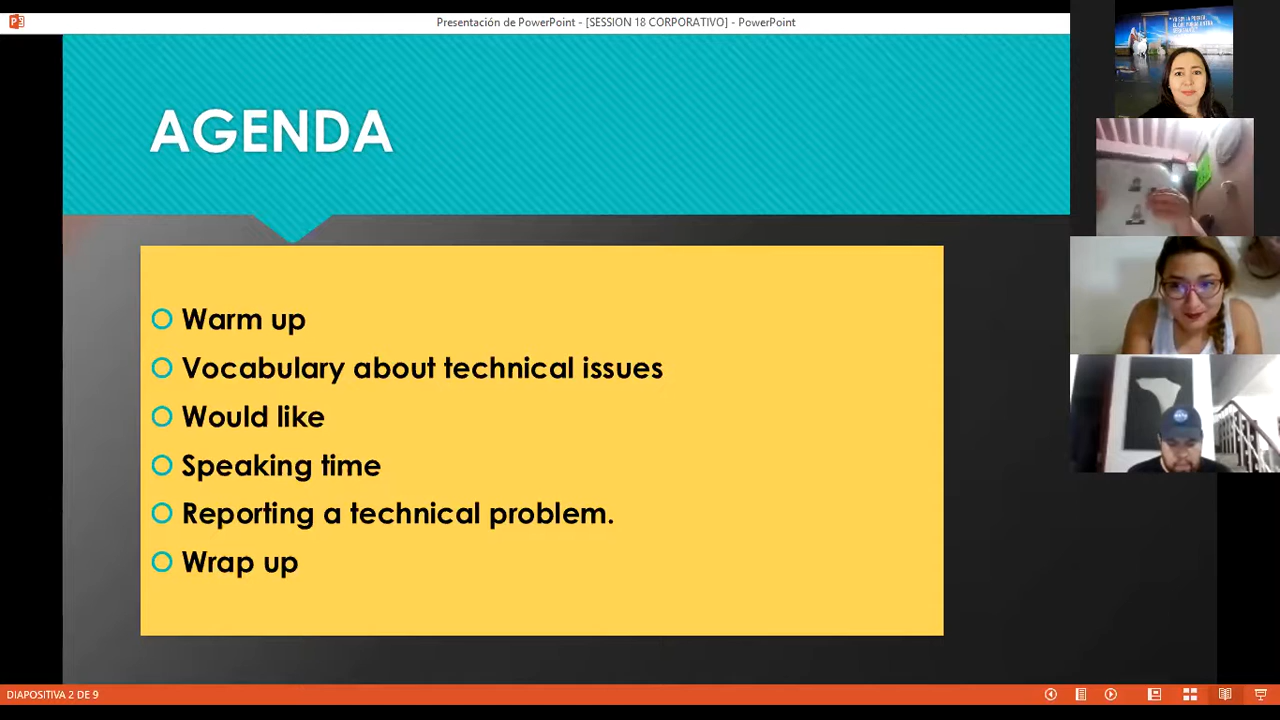 Presentación de PowerPoint - [SESSION 18 CORPORATIVO] - PowerPoint
AGENDA
Warm up
Vocabulary about technical issues
Would like
Speaking time
Reporting a technical problem.
Wrap up
DIAPOSITIVA 2 DE 9